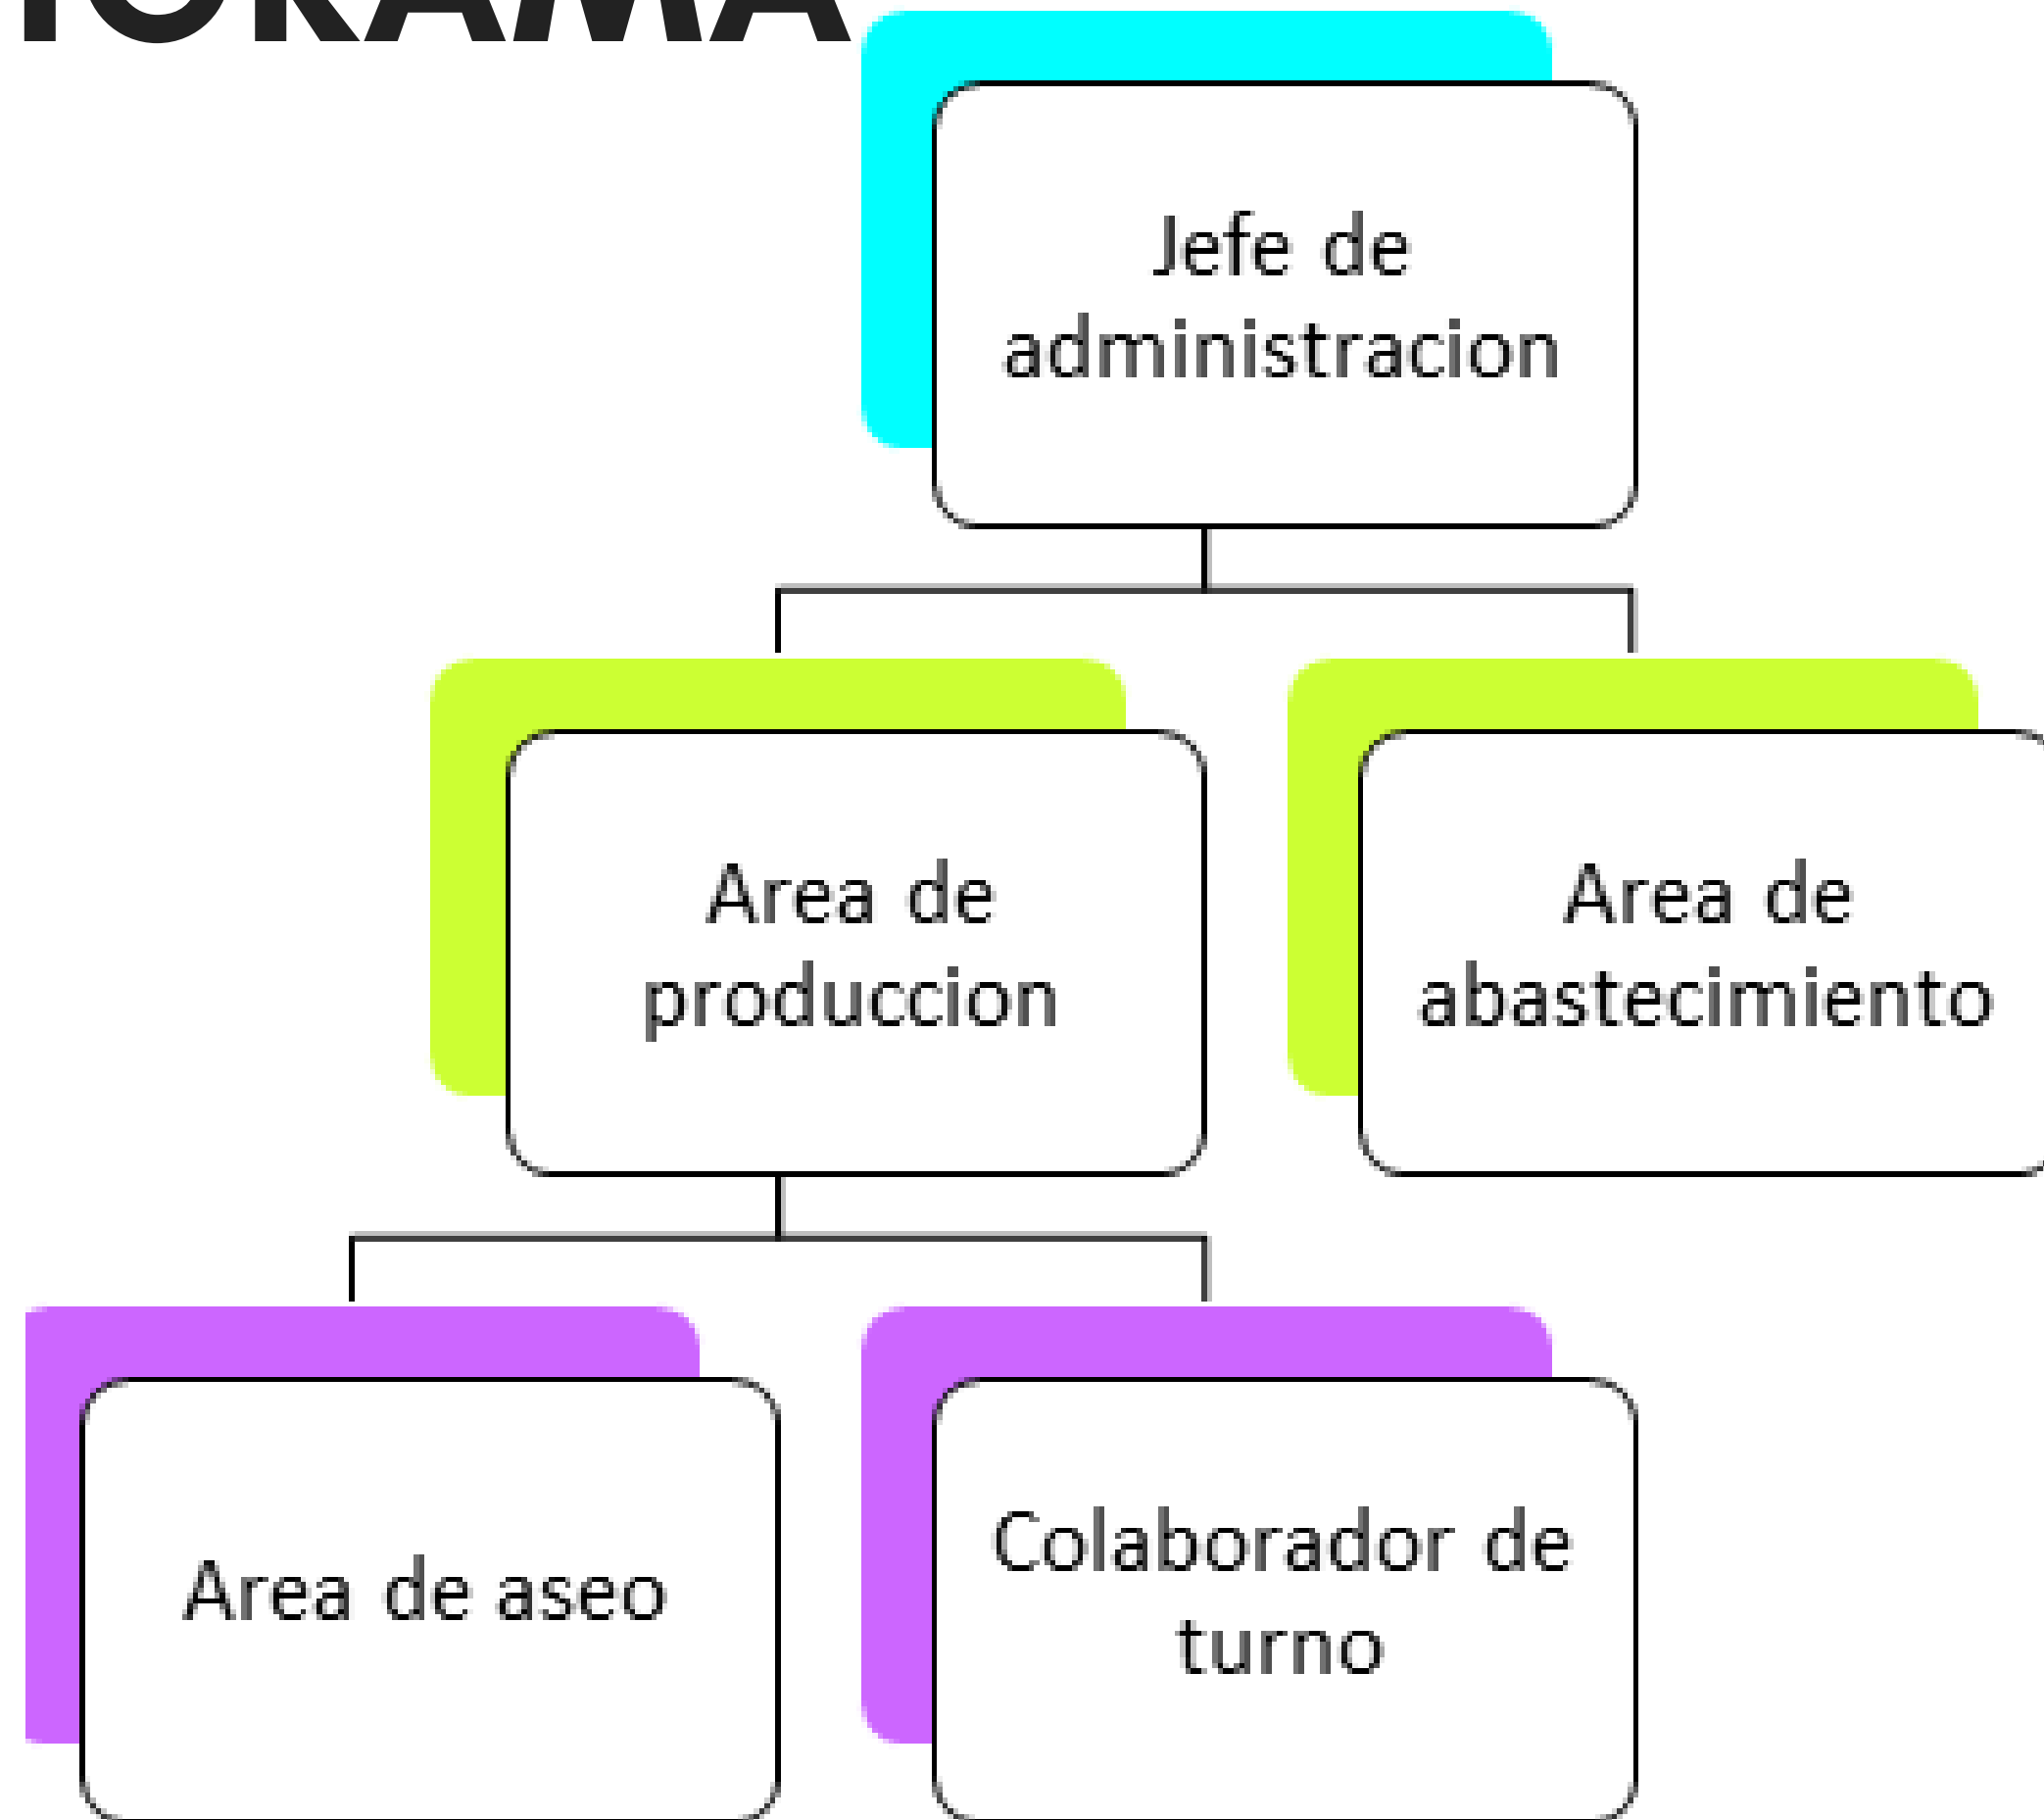 Jefe de
administracion
Area de
produccion
Area de
abastecimiento
Area de aseo
Colaborador de
turno